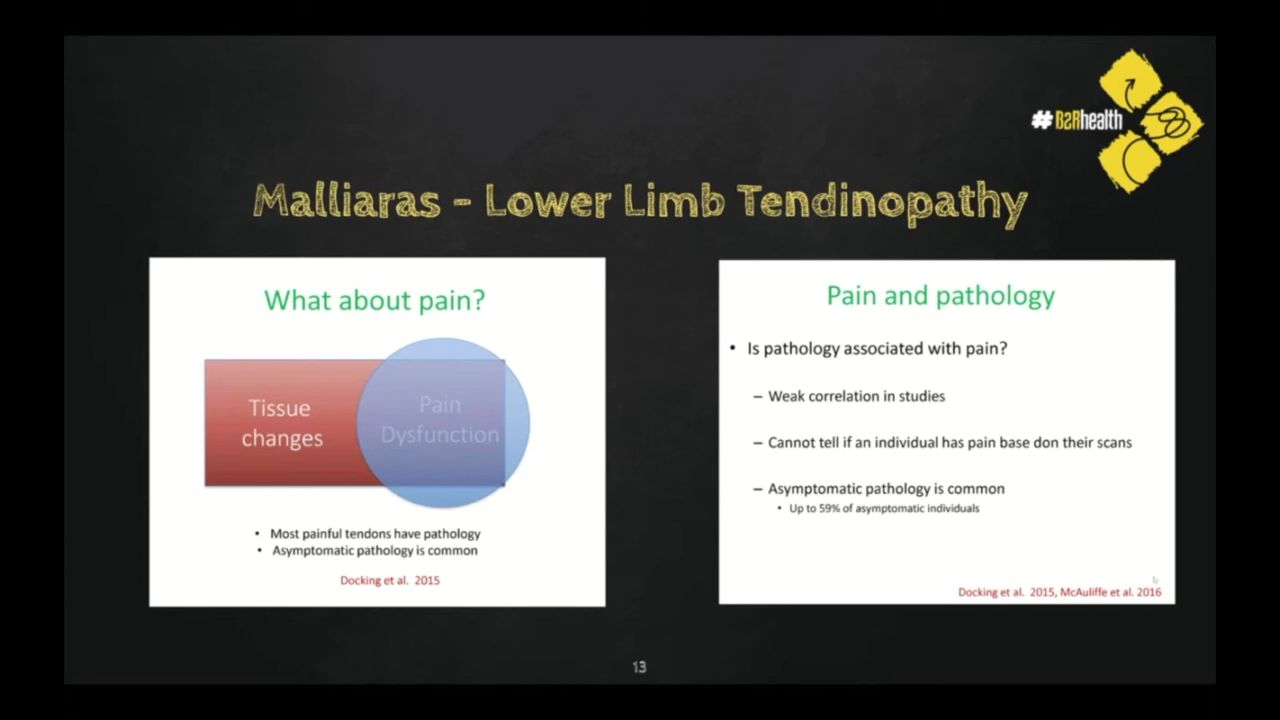 #B2Rhealth
Malliaras - Lower Limb Tendinopathy
What about pain?
Tissue
changes
Pain
Dysfunction
• Most painful tendons have pathology
• Asymptomatic pathology is common
Docking et al. 2015
Pain and pathology
• Is pathology associated with pain?
– Weak correlation in studies
– Cannot tell if an individual has pain base don their scans
– Asymptomatic pathology is common
• Up to 59% of asymptomatic individuals
Docking et al. 2015, McAuliffe et al. 2016
13